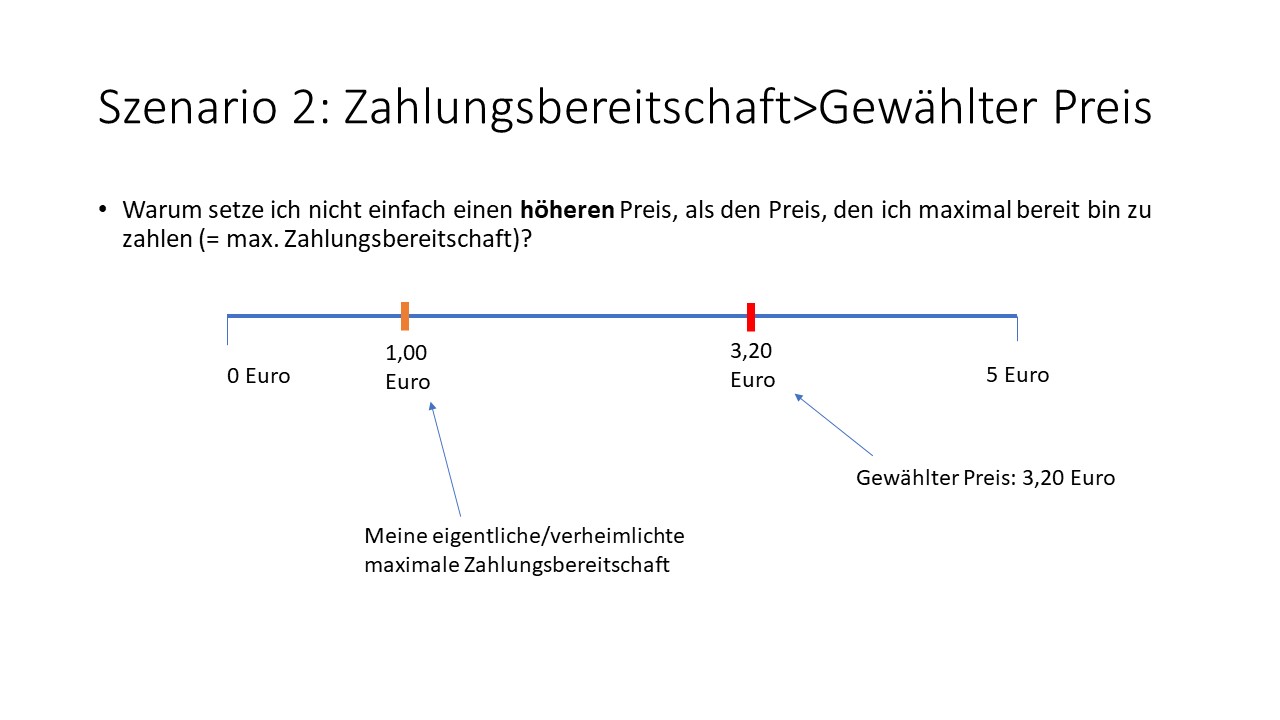 Szenario 2: Zahlungsbereitschaft>Gewählter Preis
• Warum setze ich nicht einfach einen höheren Preis, als den Preis, den ich maximal bereit bin zu
zahlen (= max. Zahlungsbereitschaft)?
0 Euro
1,00
Euro
3,20
Euro
5 Euro
Gewählter Preis: 3,20 Euro
Meine eigentliche/verheimlichte
maximale Zahlungsbereitschaft